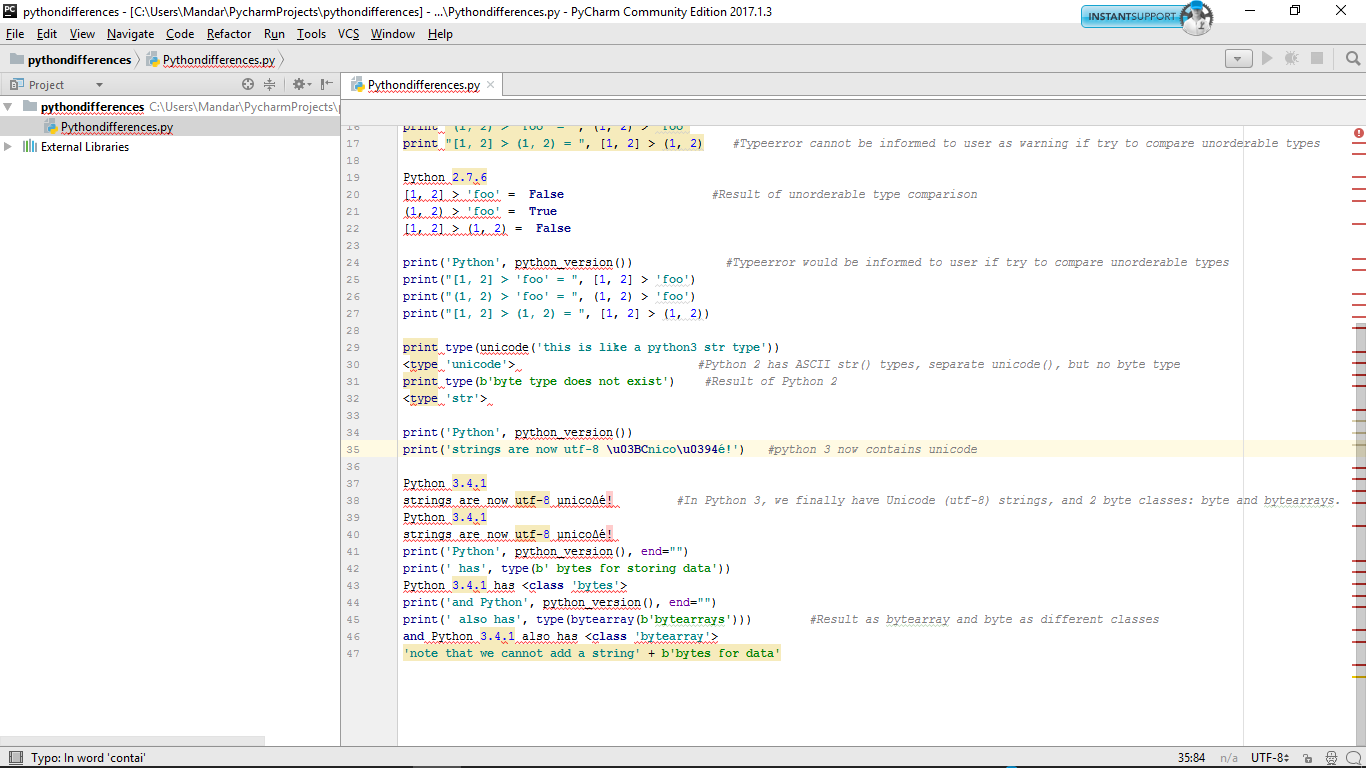 pythondifferences - [C:\Users\Mandar\PycharmProjects\pythondifferences] - ...\Pythondifferences.py - PyCharm Community Edition 2017.1.3
INSTANTSUPPORT
File Edit View Navigate Code Refactor Run Tools VCS Window Help
pythondifferences Pythondifferences.py
Project
Pythondifferences.py
pythondifferences C:\Users\Mandar\PycharmProjects\
Pythondifferences.py
External Libraries
16 print "(1, 2) > 'foo' = ", (1, 2) > 'foo'
17 print "[1, 2] > (1, 2) = ", [1, 2] > (1, 2) #Typeerror cannot be informed to user as warning if try to compare unorderable types
18
19 Python 2.7.6
20 [1, 2] > 'foo' = False #Result of unorderable type comparison
21 (1, 2) > 'foo' = True
22 [1, 2] > (1, 2) = False
23
24 print('Python', python_version()) #Typeerror would be informed to user if try to compare unorderable types
25 print("[1, 2] > 'foo' = ", [1, 2] > 'foo')
26 print("(1, 2) > 'foo' = ", (1, 2) > 'foo')
27 print("[1, 2] > (1, 2) = ", [1, 2] > (1, 2))
28
29 print type(unicode('this is like a python3 str type'))
30 <type 'unicode'> #Python 2 has ASCII str() types, separate unicode(), but no byte type
31 print type(b'byte type does not exist') #Result of Python 2
32 <type 'str'>
33
34 print('Python', python_version())
35 print('strings are now utf-8 \u03BCnico\u0394é!') #python 3 now contains unicode
36
37 Python 3.4.1
38 strings are now utf-8 μnicoΔé! #In Python 3, we finally have Unicode (utf-8) strings, and 2 byte classes: byte and bytearrays.
39 Python 3.4.1
40 strings are now utf-8 μnicoΔé!
41 print('Python', python_version(), end="")
42 print(' has', type(b' bytes for storing data'))
43 Python 3.4.1 has <class 'bytes'>
44 print('and Python', python_version(), end="")
45 print(' also has', type(bytearray(b'bytearrays'))) #Result as bytearray and byte as different classes
46 and Python 3.4.1 also has <class 'bytearray'>
47 'note that we cannot add a string' + b'bytes for data'
Typo: In word 'contai' 35:84 n/a UTF-8